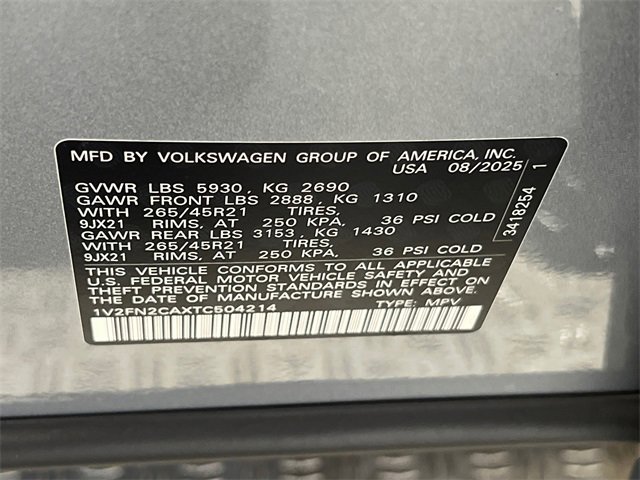 MFD BY VOLKSWAGEN GROUP OF AMERICA, INC.
USA 08/2025
GVWR LBS 5930, KG 2690
GAWR FRONT LBS 2888, KG 1310
WITH 265/45R21 TIRES,
9JX21 RIMS, AT 250 KPA, 36 PSI COLD
GAWR REAR LBS 3153, KG 1430
WITH 265/45R21 TIRES,
9JX21 RIMS, AT 250 KPA, 36 PSI COLD
THIS VEHICLE CONFORMS TO ALL APPLICABLE
U.S. FEDERAL MOTOR VEHICLE SAFETY AND
THEFT PREVENTION STANDARDS IN EFFECT ON
THE DATE OF MANUFACTURE SHOWN ABOVE.
1V2FN2CAXTC504214 TYPE: MPV
3418254 1